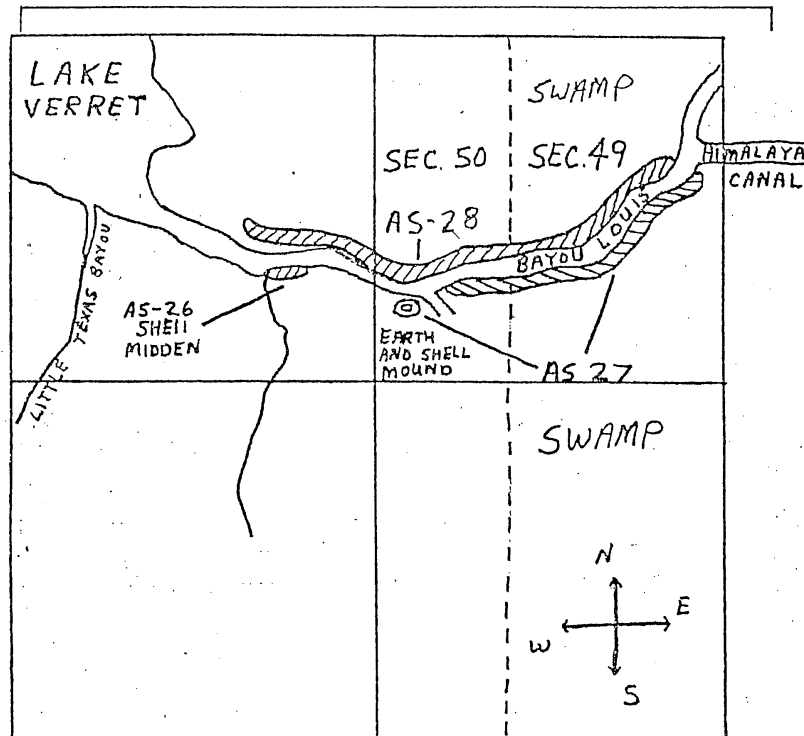 LAKE
VERRET
SWAMP
SEC. 50
SEC. 49
HIMALAYA
CANAL
AS-28
BAYOU LOUIS
LITTLE TEXAS BAYOU
AS-26
SHELL
MIDDEN
EARTH
AND SHELL
MOUND
AS 27
SWAMP
N
E
W
S